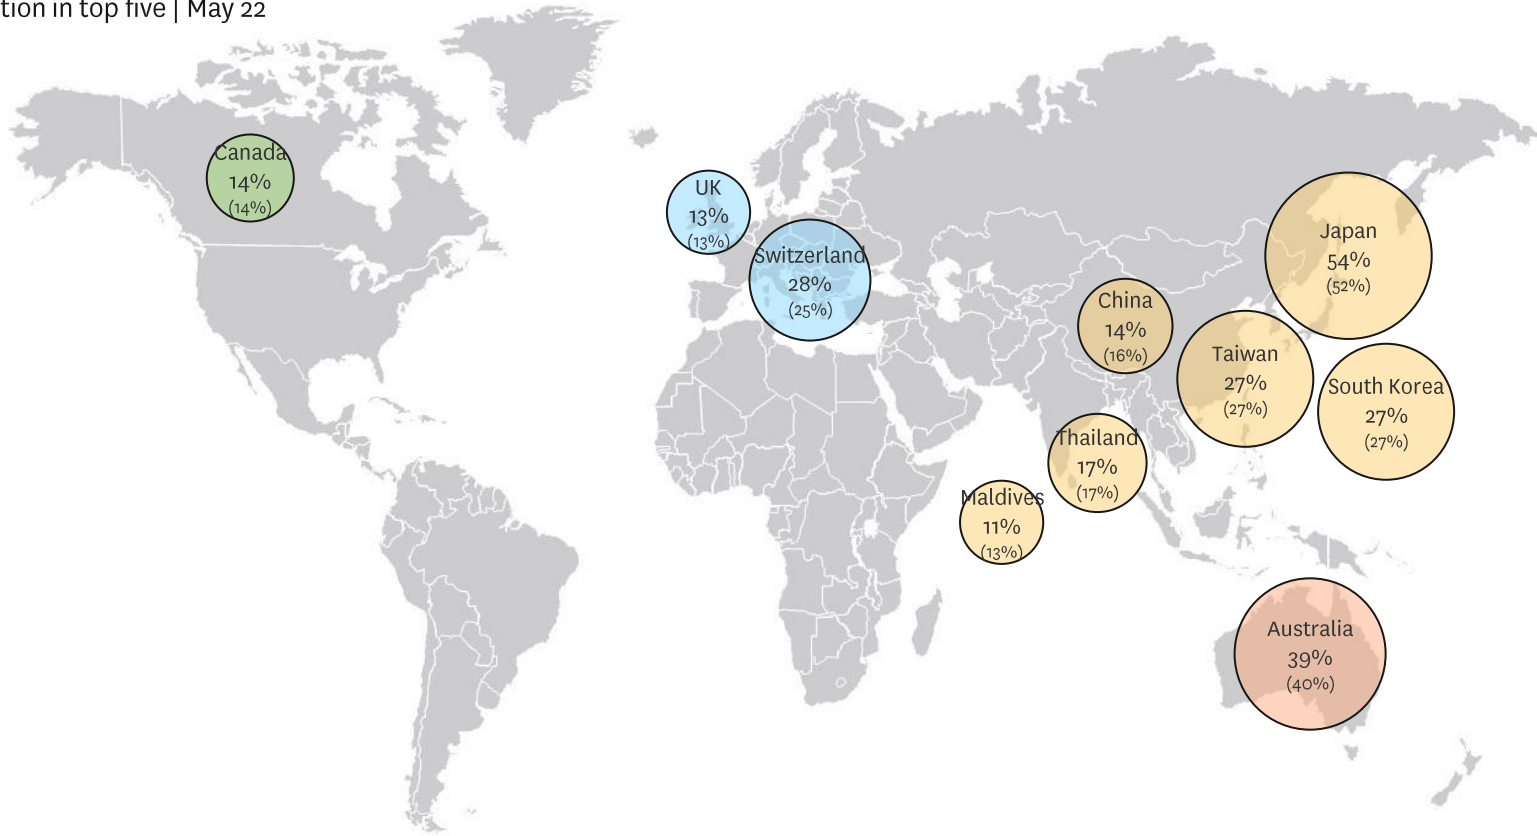 tion in top five | May 22
Canada
14%
(14%)
UK
13%
(13%)
Switzerland
28%
(25%)
Japan
54%
(52%)
China
14%
(16%)
Taiwan
27%
(27%)
South Korea
27%
(27%)
Thailand
17%
(17%)
Maldives
11%
(13%)
Australia
39%
(40%)